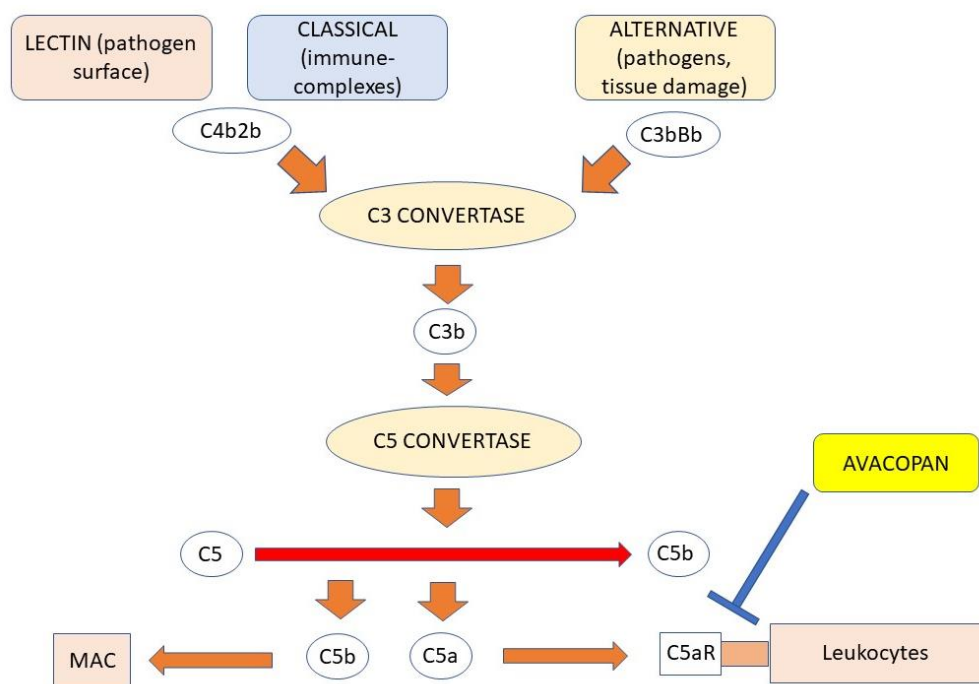 LECTIN (pathogen
surface)
CLASSICAL
(immune-
complexes)
ALTERNATIVE
(pathogens,
tissue damage)
C4b2b
C3bBb
C3 CONVERTASE
C3b
C5 CONVERTASE
AVACOPAN
C5
C5b
MAC
C5b
C5a
C5aR
Leukocytes